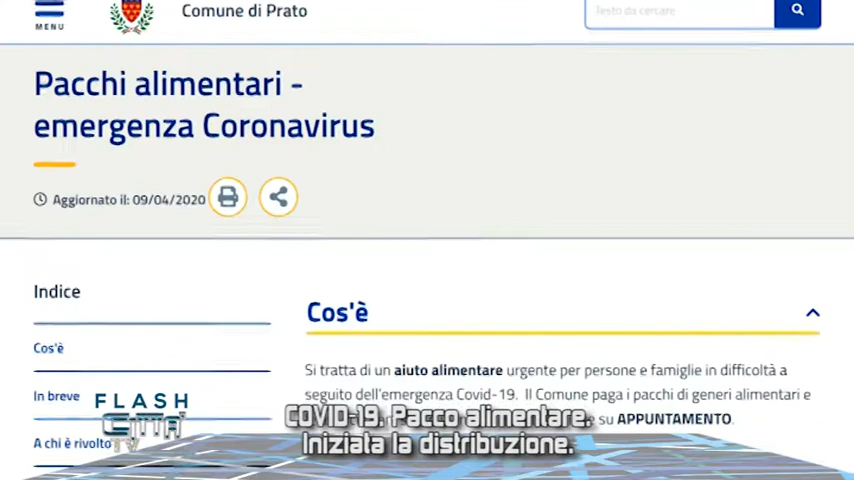 MENU
Comune di Prato
Testo da cercare
Pacchi alimentari -
emergenza Coronavirus
Aggiornato il: 09/04/2020
Indice
Cos'è
In breve
A chi è rivolto
Cos'è
Si tratta di un aiuto alimentare urgente per persone e famiglie in difficoltà a
seguito dell'emergenza Covid-19. Il Comune paga i pacchi di generi alimentari e
su APPUNTAMENTO.
FLASH
CITTA'
TV
COVID-19. Pacco alimentare.
Iniziata la distribuzione.